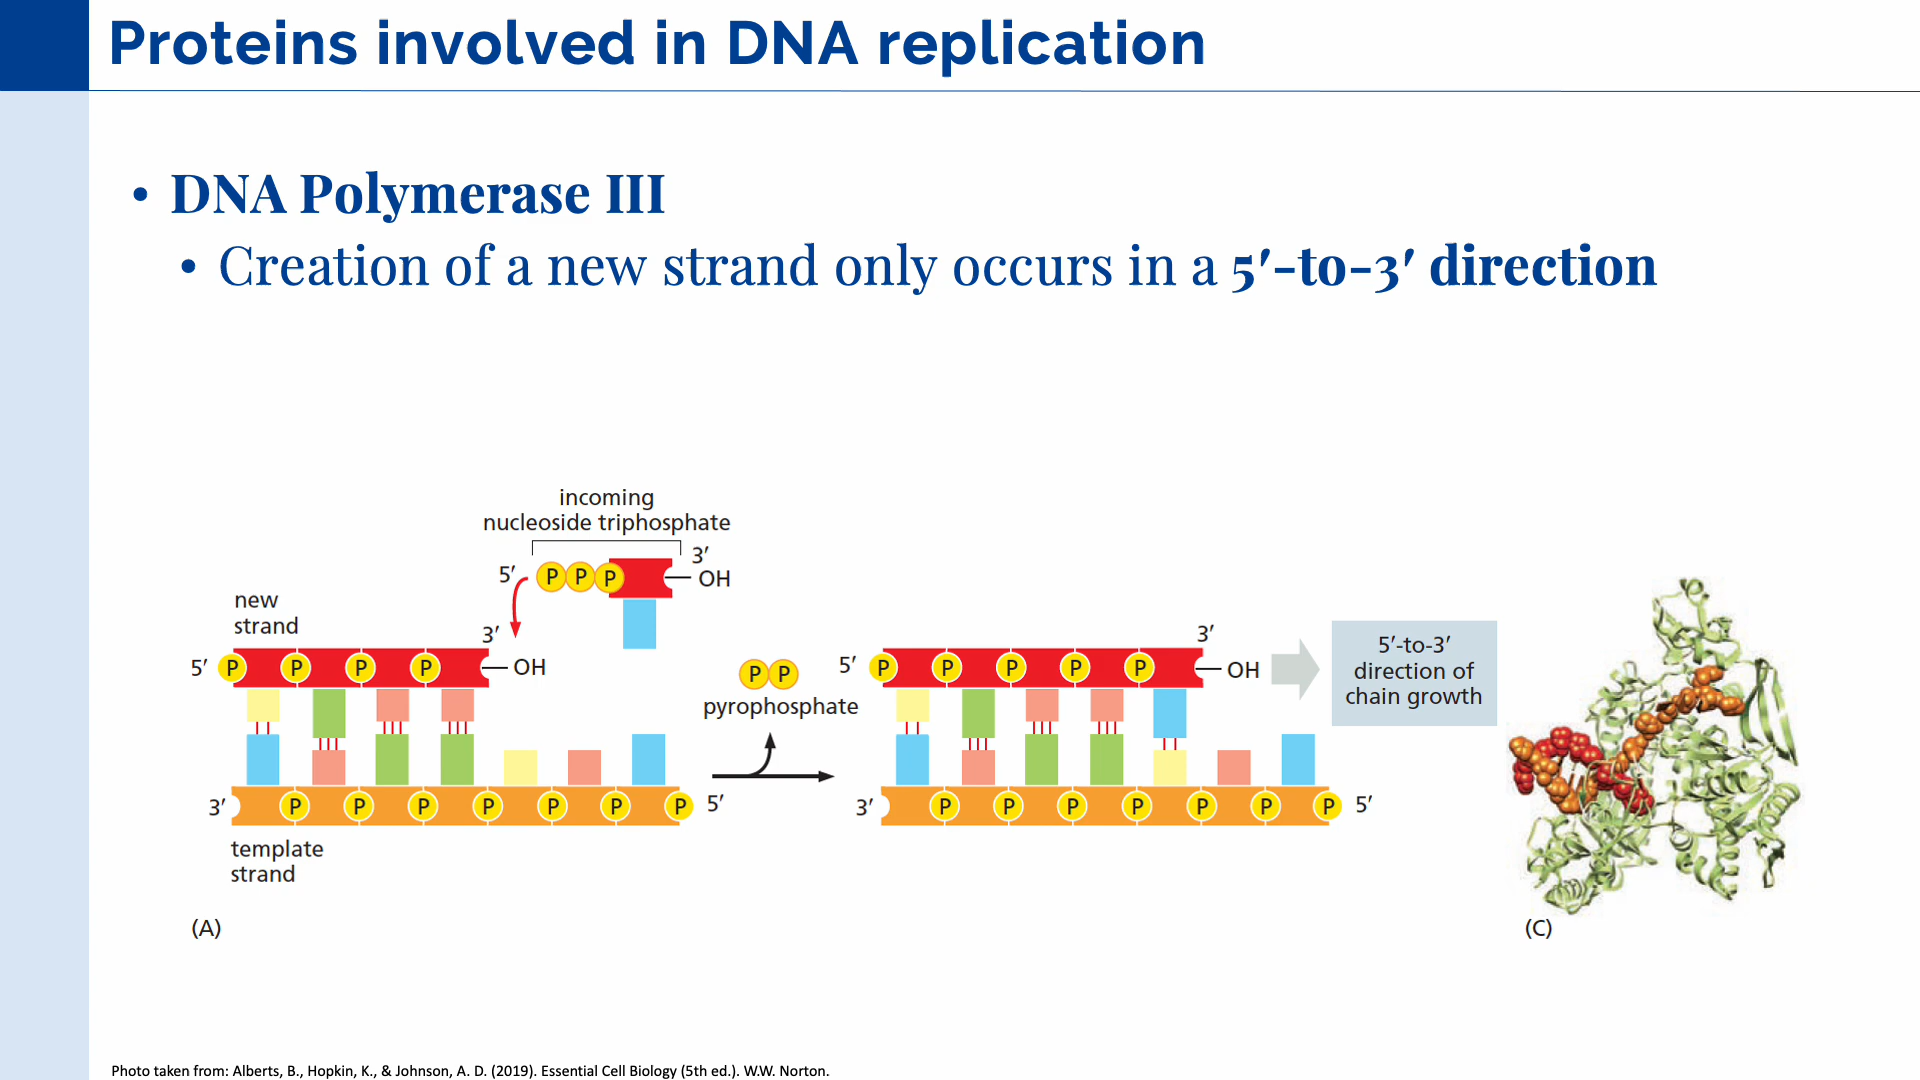 Proteins involved in DNA replication
• DNA Polymerase III
• Creation of a new strand only occurs in a 5′-to-3′ direction
incoming
nucleoside triphosphate
5′ P P P 3′ OH
new
strand
3′
5′ P P P P OH
3′ P P P P P P P 5′
template
strand
(A)
P P
pyrophosphate
3′
5′ P P P P P OH
3′ P P P P P P P 5′
5′-to-3′
direction of
chain growth
(C)
Photo taken from: Alberts, B., Hopkin, K., & Johnson, A. D. (2019). Essential Cell Biology (5th ed.). W.W. Norton.